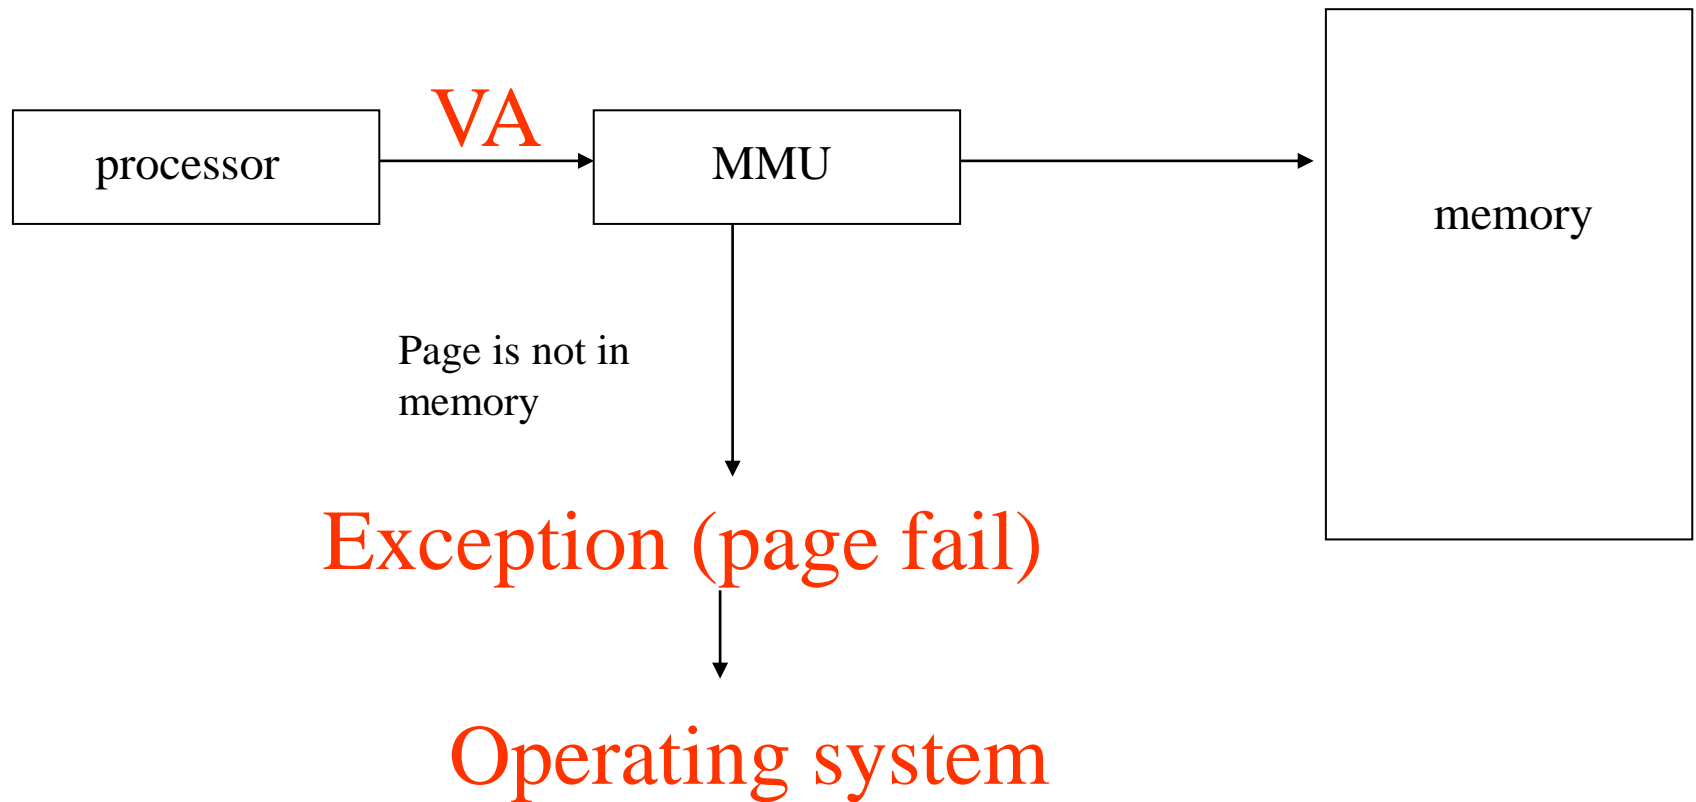 VA
processor
MMU
memory
Page is not in
memory
Exception (page fail)
Operating system